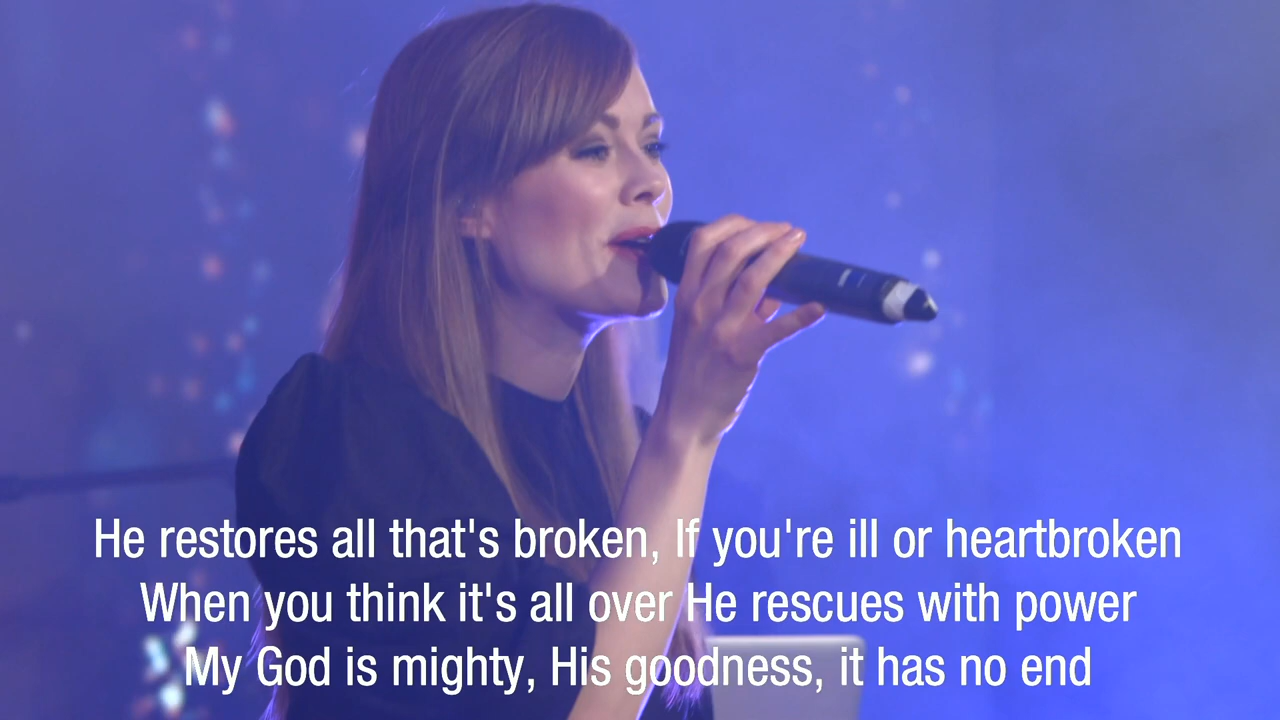 He restores all that's broken, If you're ill or heartbroken
When you think it's all over He rescues with power
My God is mighty, His goodness, it has no end